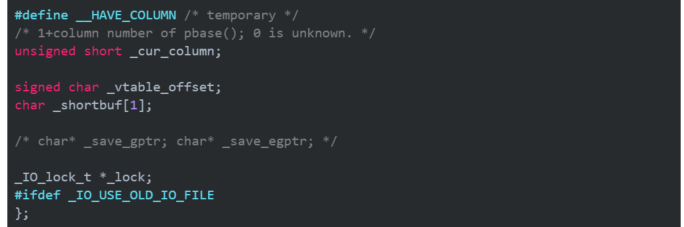 #define __HAVE_COLUMN /* temporary */
/* 1+column number of pbase(); 0 is unknown. */
unsigned short _cur_column;
signed char _vtable_offset;
char _shortbuf[1];
/* char* _save_gptr; char* _save_egptr; */
_IO_lock_t *_lock;
#ifdef _IO_USE_OLD_IO_FILE
};